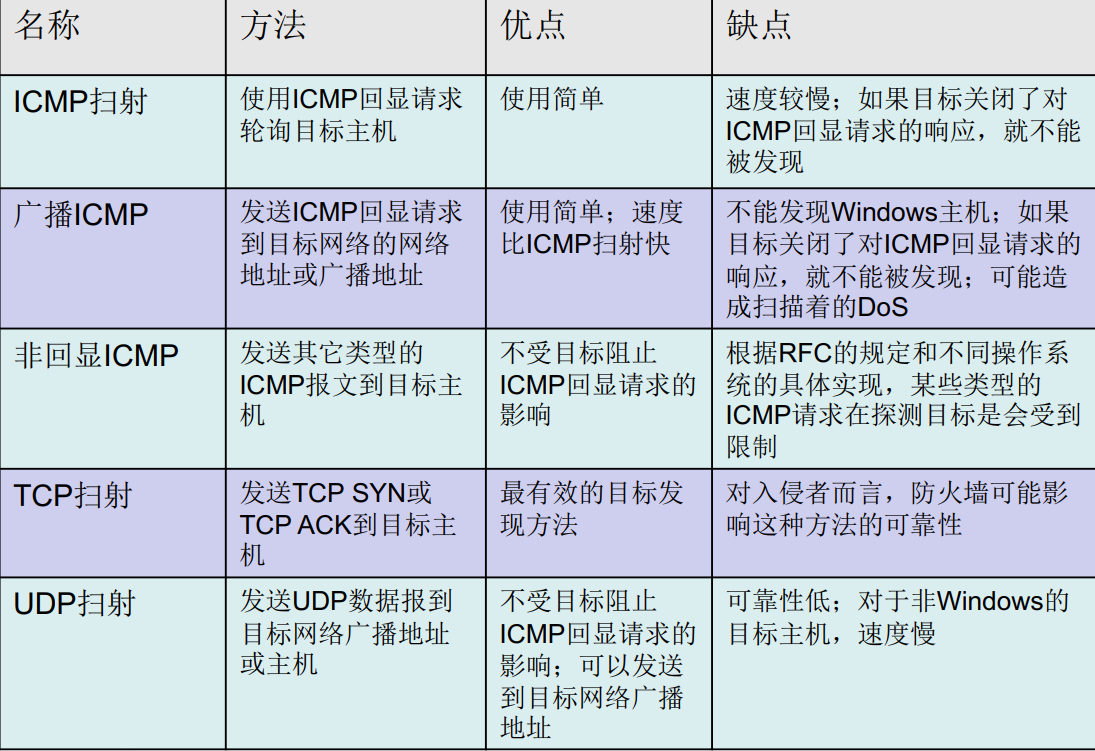 名称
方法
优点
缺点
ICMP扫射
使用ICMP回显请求
轮询目标主机
使用简单
速度较慢；如果目标关闭了对
ICMP回显请求的响应，就不能
被发现
广播ICMP
发送ICMP回显请求
到目标网络的网络
地址或广播地址
使用简单；速度
比ICMP扫射快
不能发现Windows主机；如果
目标关闭了对ICMP回显请求的
响应，就不能被发现；可能造
成扫描着的DoS
非回显ICMP
发送其它类型的
ICMP报文到目标主
机
不受目标阻止
ICMP回显请求的
影响
根据RFC的规定和不同操作系
统的具体实现，某些类型的
ICMP请求在探测目标是会受到
限制
TCP扫射
发送TCP SYN或
TCP ACK到目标主
机
最有效的目标发
现方法
对入侵者而言，防火墙可能影
响这种方法的可靠性
UDP扫射
发送UDP数据报到
目标网络广播地址
或主机
不受目标阻止
ICMP回显请求的
影响；可以发送
到目标网络广播
地址
可靠性低；对于非Windows的
目标主机，速度慢